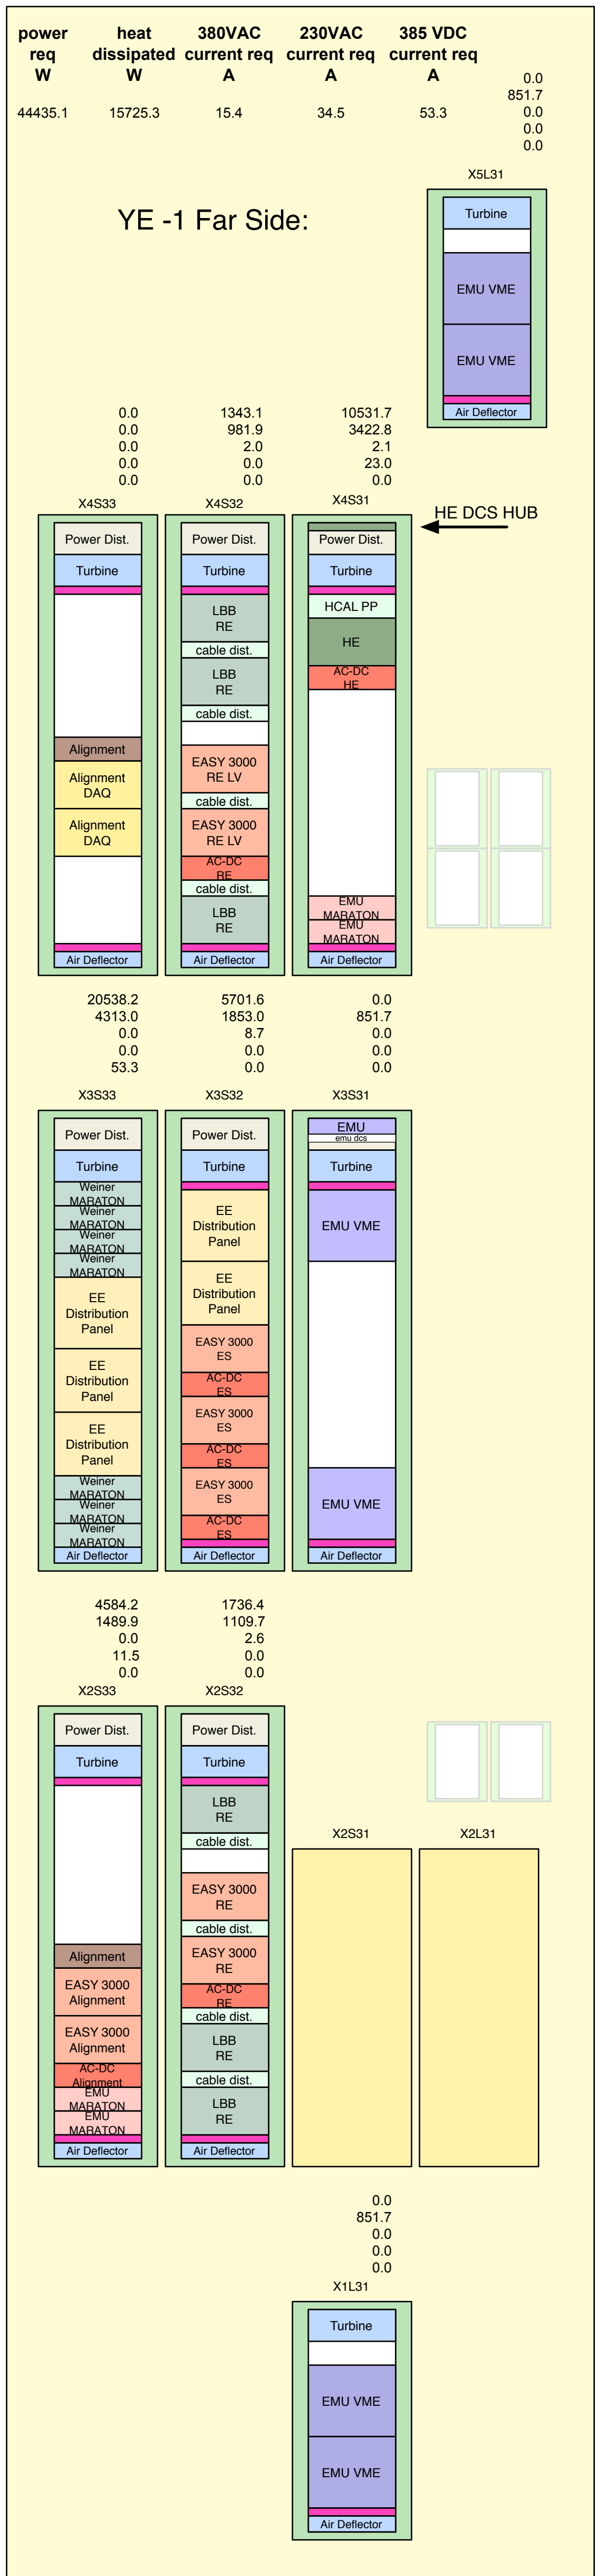 power heat 380VAC 230VAC 385 VDC
req dissipated current req current req current req
W W A A A
44435.1 15725.3 15.4 34.5 53.3
0.0
851.7
0.0
0.0
0.0
X5L31
YE -1 Far Side:
Turbine
EMU VME
EMU VME
Air Deflector
0.0
0.0
0.0
0.0
0.0
X4S33
1343.1
981.9
2.0
0.0
0.0
X4S32
10531.7
3422.8
2.1
23.0
0.0
X4S31
HE DCS HUB
Power Dist.
Turbine
Alignment
Alignment
DAQ
Alignment
DAQ
Air Deflector
Power Dist.
Turbine
LBB
RE
cable dist.
LBB
RE
cable dist.
EASY 3000
RE LV
cable dist.
EASY 3000
RE LV
AC-DC
RE
cable dist.
LBB
RE
Air Deflector
Power Dist.
Turbine
HCAL PP
HE
AC-DC
HE
EMU
MARATON
EMU
MARATON
Air Deflector
20538.2
4313.0
0.0
0.0
53.3
X3S33
5701.6
1853.0
8.7
0.0
0.0
X3S32
0.0
851.7
0.0
0.0
0.0
X3S31
Power Dist.
Turbine
Weiner
MARATON
Weiner
MARATON
Weiner
MARATON
Weiner
MARATON
EE
Distribution
Panel
EE
Distribution
Panel
EE
Distribution
Panel
Weiner
MARATON
Weiner
MARATON
Weiner
MARATON
Air Deflector
Power Dist.
Turbine
EE
Distribution
Panel
EE
Distribution
Panel
EASY 3000
ES
AC-DC
ES
EASY 3000
ES
AC-DC
ES
EASY 3000
ES
AC-DC
ES
Air Deflector
EMU
emu dcs
Turbine
EMU VME
EMU VME
Air Deflector
4584.2
1489.9
0.0
11.5
0.0
X2S33
1736.4
1109.7
2.6
0.0
0.0
X2S32
Power Dist.
Turbine
Alignment
EASY 3000
Alignment
EASY 3000
Alignment
AC-DC
Alignment
EMU
MARATON
EMU
MARATON
Air Deflector
Power Dist.
Turbine
LBB
RE
cable dist.
EASY 3000
RE
cable dist.
EASY 3000
RE
AC-DC
RE
cable dist.
LBB
RE
cable dist.
LBB
RE
Air Deflector
X2S31
X2L31
0.0
851.7
0.0
0.0
0.0
X1L31
Turbine
EMU VME
EMU VME
Air Deflector